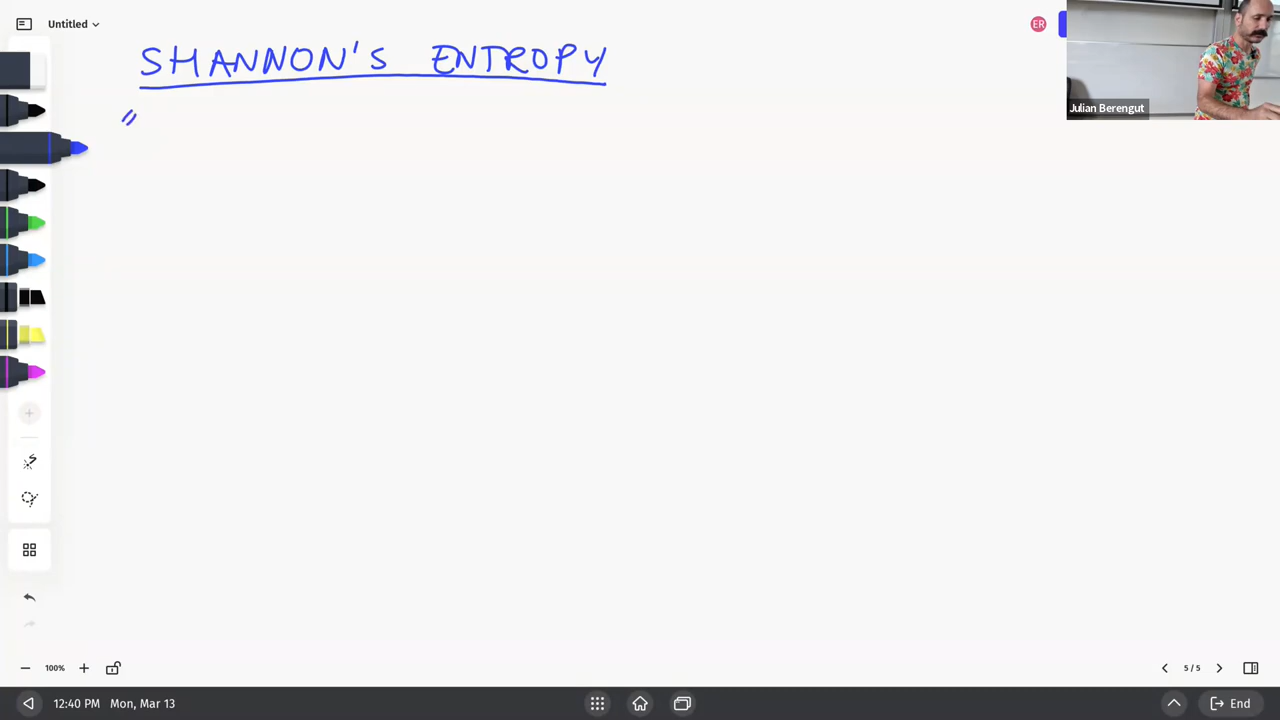 Untitled
ER
SHANNON'S ENTROPY
"
Julian Berengut
100%
5 / 5
12:40 PM Mon, Mar 13
End